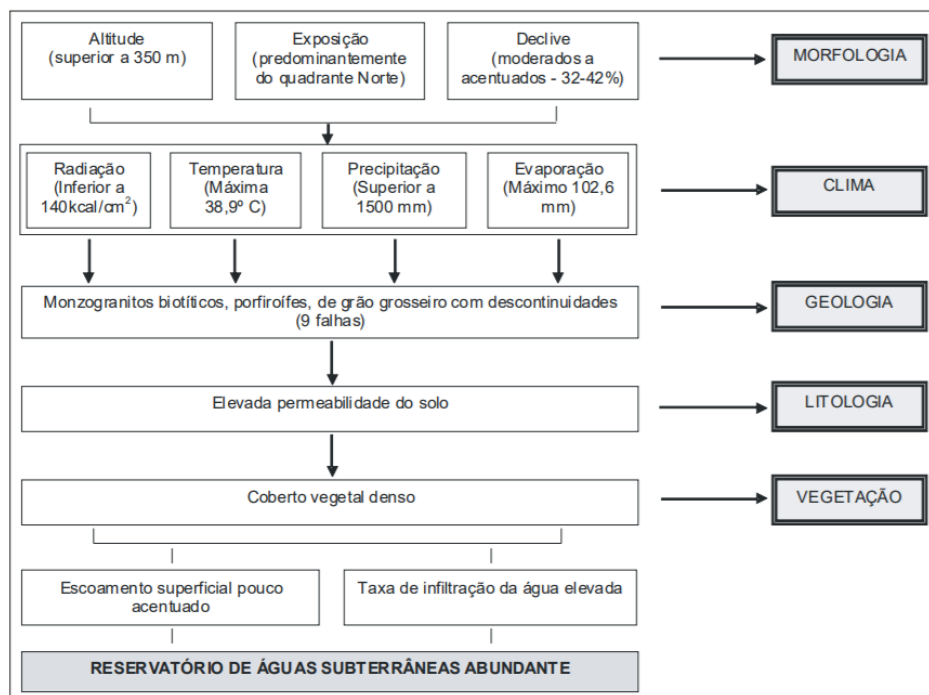 Altitude
(superior a 350 m)
Exposição
(predominantemente
do quadrante Norte)
Declive
(moderados a
acentuados - 32-42%)
MORFOLOGIA
Radiação
(Inferior a
140kcal/cm²)
Temperatura
(Máxima
38,9º C)
Precipitação
(Superior a
1500 mm)
Evaporação
(Máximo 102,6
mm)
CLIMA
Monzogranitos biotíticos, porfiroífes, de grão grosseiro com descontinuidades
(9 falhas)
GEOLOGIA
Elevada permeabilidade do solo
LITOLOGIA
Coberto vegetal denso
VEGETAÇÃO
Escoamento superficial pouco
acentuado
Taxa de infiltração da água elevada
RESERVATÓRIO DE ÁGUAS SUBTERRÂNEAS ABUNDANTE